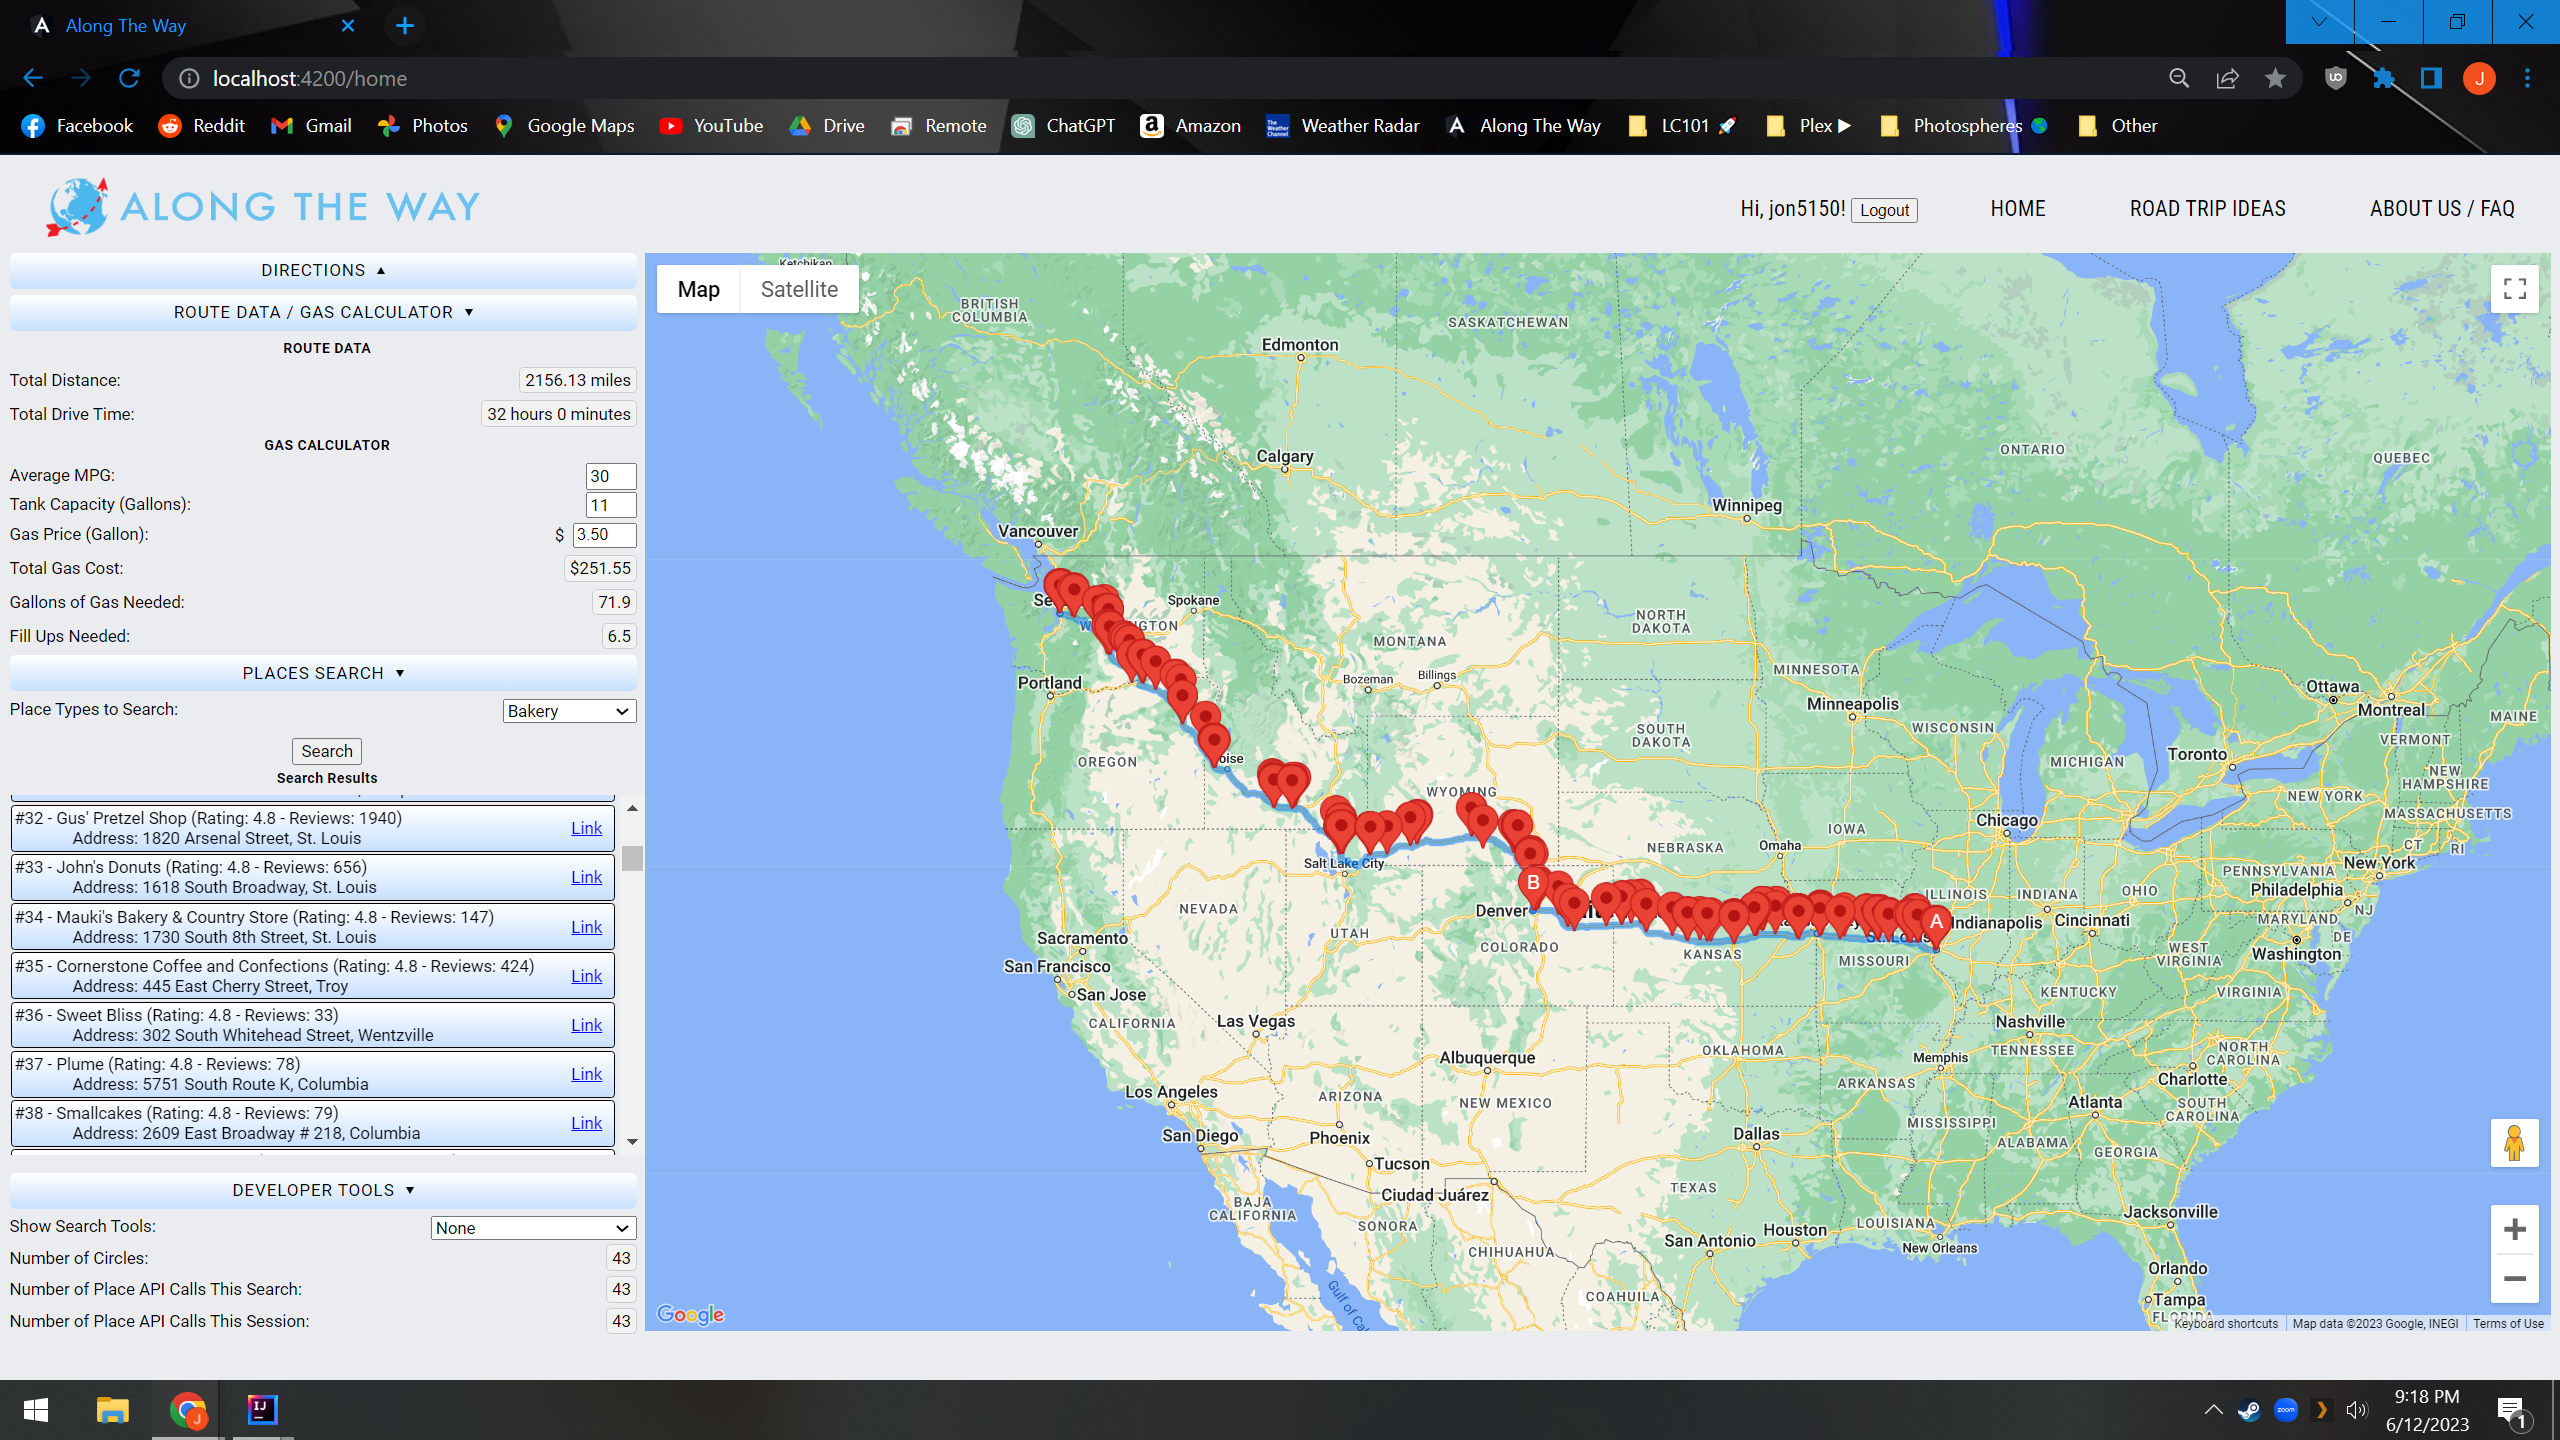 Along The Way
localhost:4200/home
Facebook Reddit Gmail Photos Google Maps YouTube Drive Remote ChatGPT Amazon Weather Radar Along The Way LC101 Plex Photospheres Other
ALONG THE WAY
Hi, jon5150! Logout HOME ROAD TRIP IDEAS ABOUT US / FAQ
DIRECTIONS ▲
ROUTE DATA / GAS CALCULATOR ▼
ROUTE DATA
Total Distance: 2156.13 miles
Total Drive Time: 32 hours 0 minutes
GAS CALCULATOR
Average MPG: 30
Tank Capacity (Gallons): 11
Gas Price (Gallon): $ 3.50
Total Gas Cost: $251.55
Gallons of Gas Needed: 71.9
Fill Ups Needed: 6.5
PLACES SEARCH ▼
Place Types to Search: Bakery
Search
Search Results
#32 - Gus' Pretzel Shop (Rating: 4.8 - Reviews: 1940)
Address: 1820 Arsenal Street, St. Louis
Link
#33 - John's Donuts (Rating: 4.8 - Reviews: 656)
Address: 1618 South Broadway, St. Louis
Link
#34 - Mauki's Bakery & Country Store (Rating: 4.8 - Reviews: 147)
Address: 1730 South 8th Street, St. Louis
Link
#35 - Cornerstone Coffee and Confections (Rating: 4.8 - Reviews: 424)
Address: 445 East Cherry Street, Troy
Link
#36 - Sweet Bliss (Rating: 4.8 - Reviews: 33)
Address: 302 South Whitehead Street, Wentzville
Link
#37 - Plume (Rating: 4.8 - Reviews: 78)
Address: 5751 South Route K, Columbia
Link
#38 - Smallcakes (Rating: 4.8 - Reviews: 79)
Address: 2609 East Broadway # 218, Columbia
Link
DEVELOPER TOOLS ▼
Show Search Tools: None
Number of Circles: 43
Number of Place API Calls This Search: 43
Number of Place API Calls This Session: 43
Map Satellite
Ketchikan
BRITISH
COLUMBIA
SASKATCHEWAN
Edmonton
ONTARIO
Calgary
QUEBEC
Winnipeg
Vancouver
Spokane
NORTH
DAKOTA
MONTANA
MINNESOTA
Portland
Bozeman
Billings
Ottawa
Montreal
Minneapolis
MAINE
WISCONSIN
SOUTH
DAKOTA
VERMONT
Toronto
OREGON
MICHIGAN
NEW
HAMPSHIRE
WYOMING
NEW YORK
MASSACHUSETTS
Chicago
IOWA
NEBRASKA
Omaha
CT RI
Salt Lake City
New York
PENNSYLVANIA
Philadelphia
B
ILLINOIS
INDIANA
OHIO
NEVADA
Denver
NJ
A
Indianapolis
Cincinnati
MARYLAND
UTAH
DE
Sacramento
COLORADO
KANSAS
St. Louis
MISSOURI
WEST
VIRGINIA
Washington
San Francisco
San Jose
KENTUCKY
VIRGINIA
CALIFORNIA
Las Vegas
Nashville
OKLAHOMA
TENNESSEE
NORTH
CAROLINA
Albuquerque
Memphis
Charlotte
Los Angeles
ARIZONA
NEW MEXICO
ARKANSAS
Atlanta
SOUTH
CAROLINA
San Diego
Phoenix
Dallas
MISSISSIPPI
ALABAMA
GEORGIA
Tucson
TEXAS
Ciudad Juárez
BAJA
CALIFORNIA
SONORA
Jacksonville
Houston
LOUISIANA
San Antonio
New Orleans
CHIHUAHUA
Orlando
COAHUILA
Tampa
FLORIDA
Google
Keyboard shortcuts Map data ©2023 Google, INEGI Terms of Use
9:18 PM
6/12/2023
1